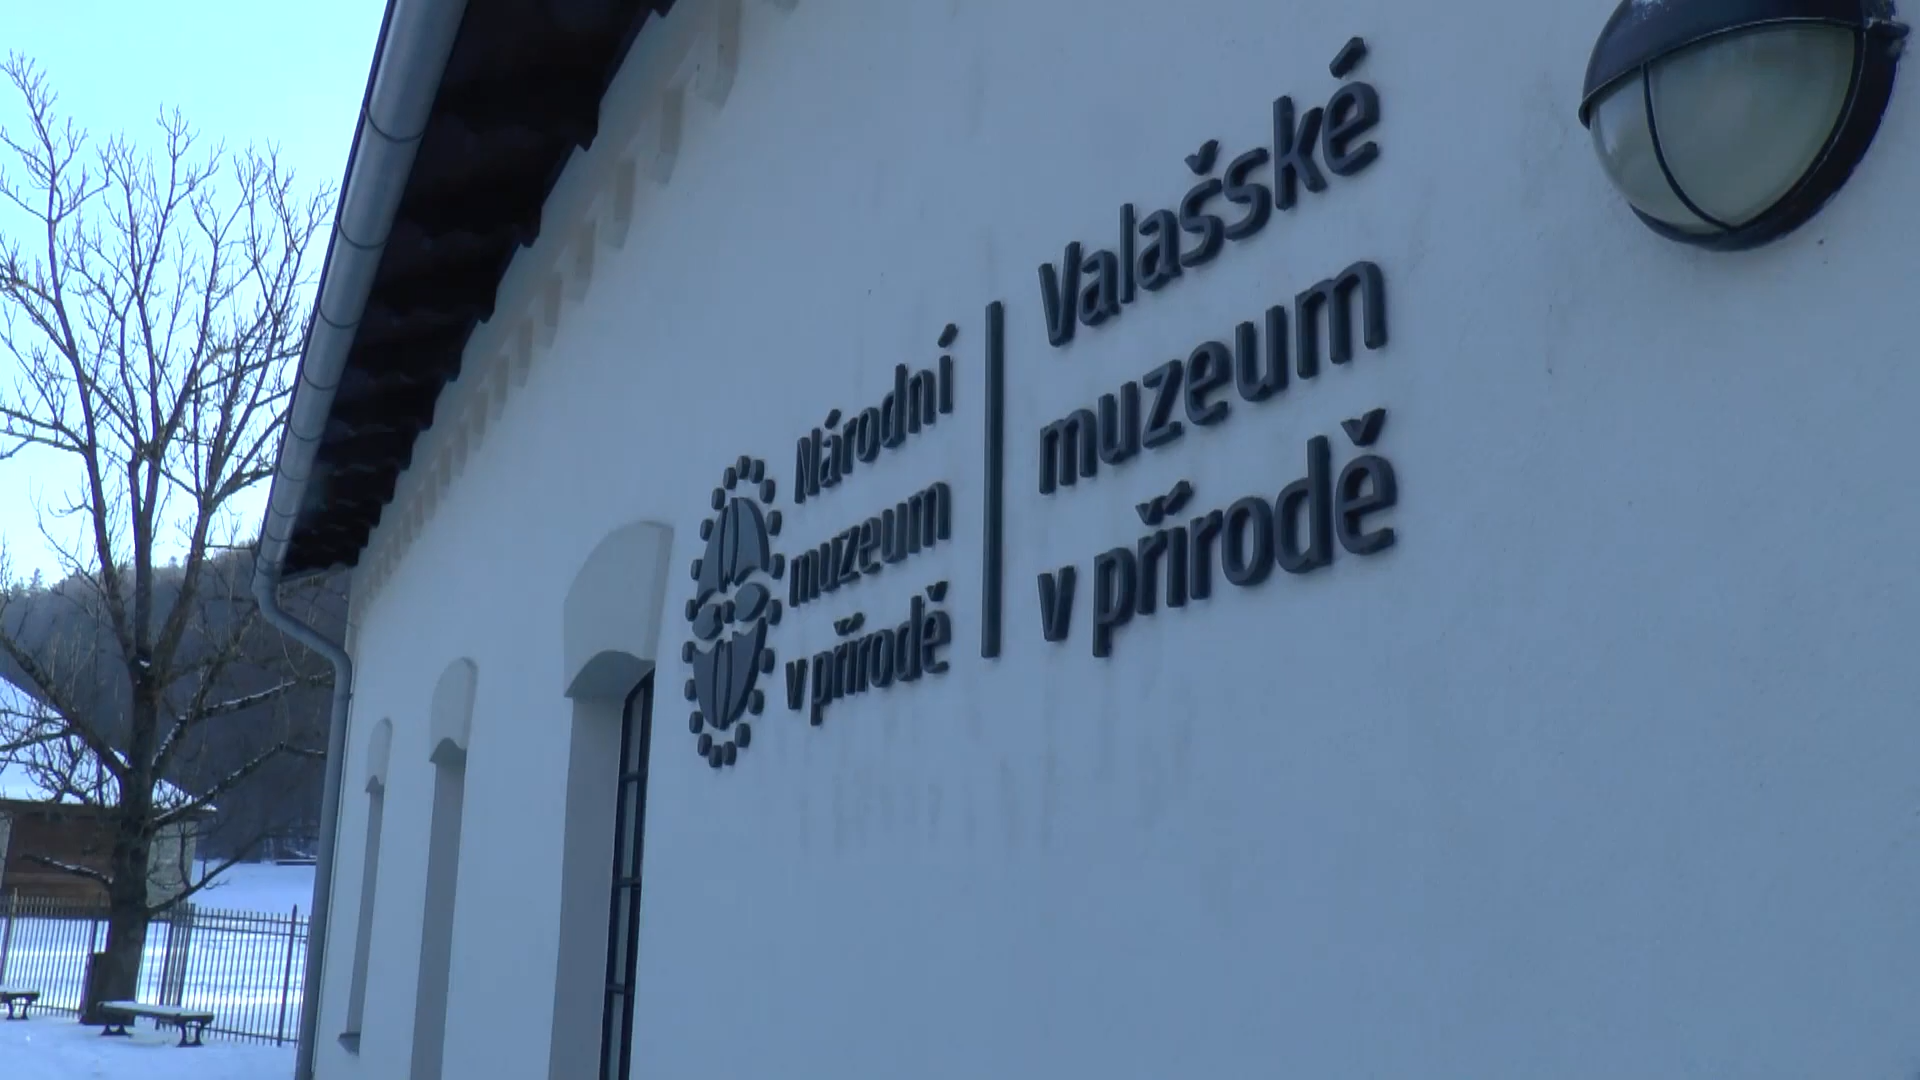 Národní
muzeum
v přírodě
Valašské
muzeum
v přírodě